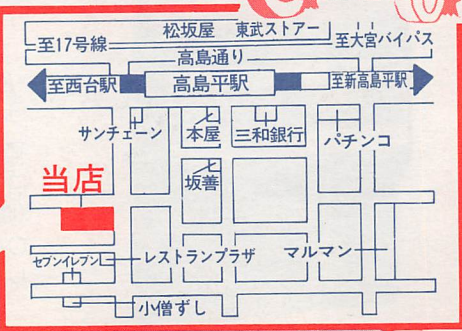 松坂屋 東武ストアー
至17号線
至大宮バイパス
高島通り
至西台駅
高島平駅
至新高島平駅
サンチェーン
本屋
三和銀行
パチンコ
坂善
当店
セブンイレブン
レストランプラザ
マルマン
小僧ずし